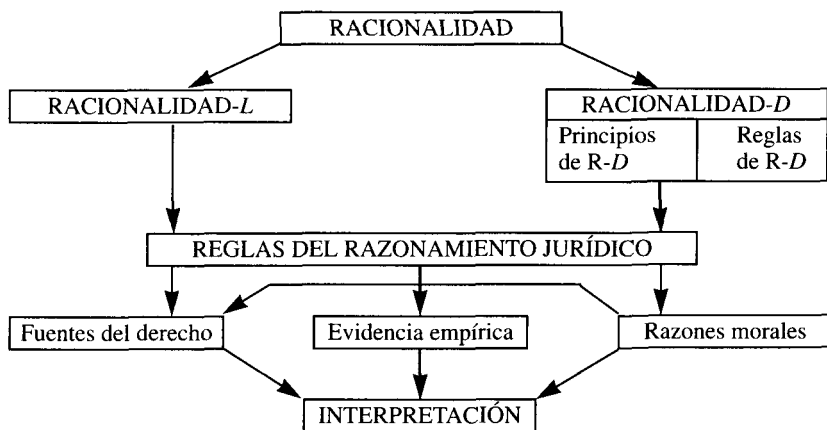 RACIONALIDAD
RACIONALIDAD-L
RACIONALIDAD-D
Principios
de R-D
Reglas
de R-D
REGLAS DEL RAZONAMIENTO JURÍDICO
Fuentes del derecho
Evidencia empírica
Razones morales
INTERPRETACIÓN